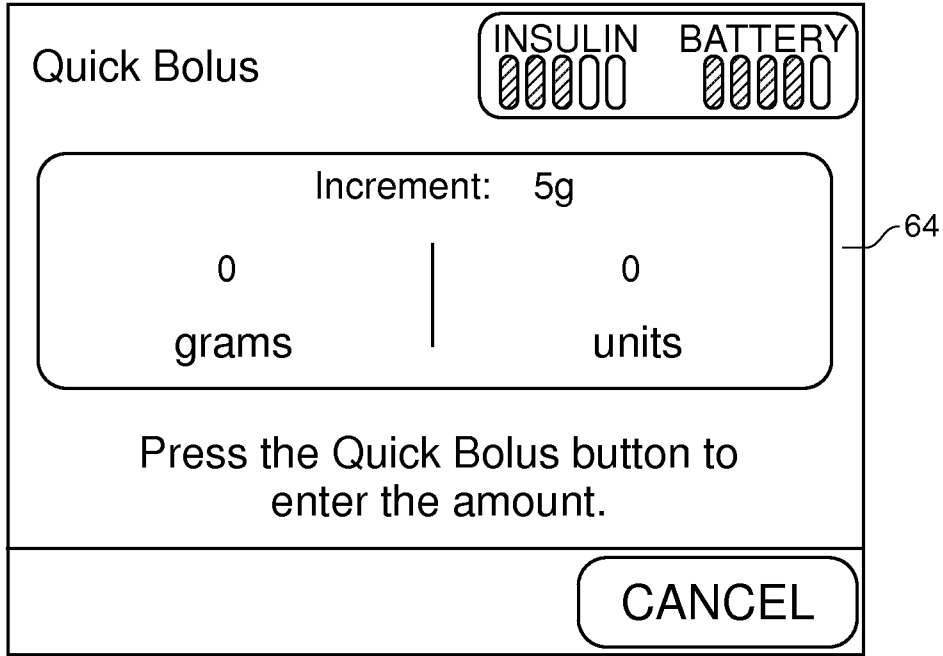 Quick Bolus
INSULIN BATTERY
Increment: 5g
0 0
grams units
64
Press the Quick Bolus button to
enter the amount.
CANCEL